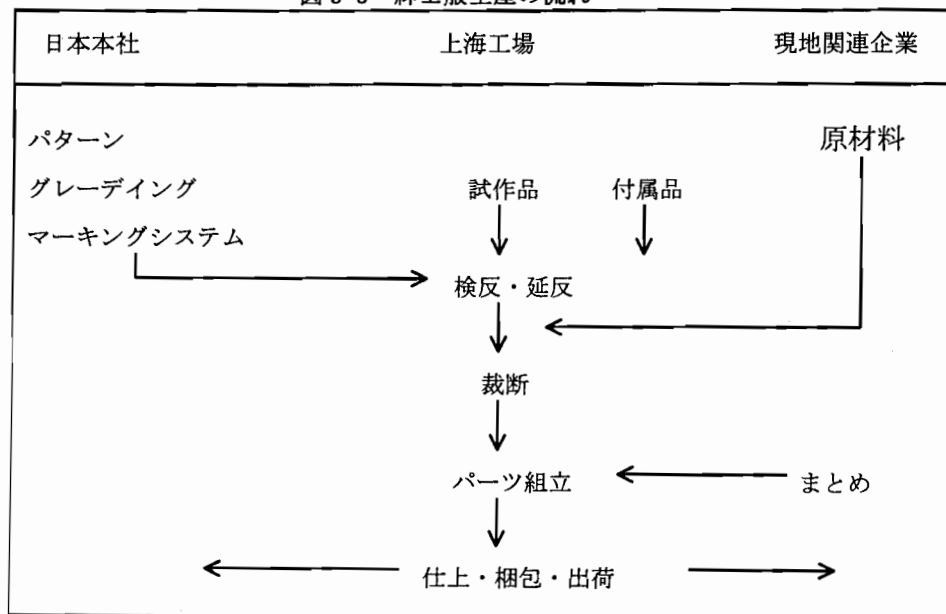 日本本社 上海工場 現地関連企業
パターン 原材料
グレーデイング 試作品 付属品
マーキングシステム
検反・延反
裁断
パーツ組立 まとめ
仕上・梱包・出荷